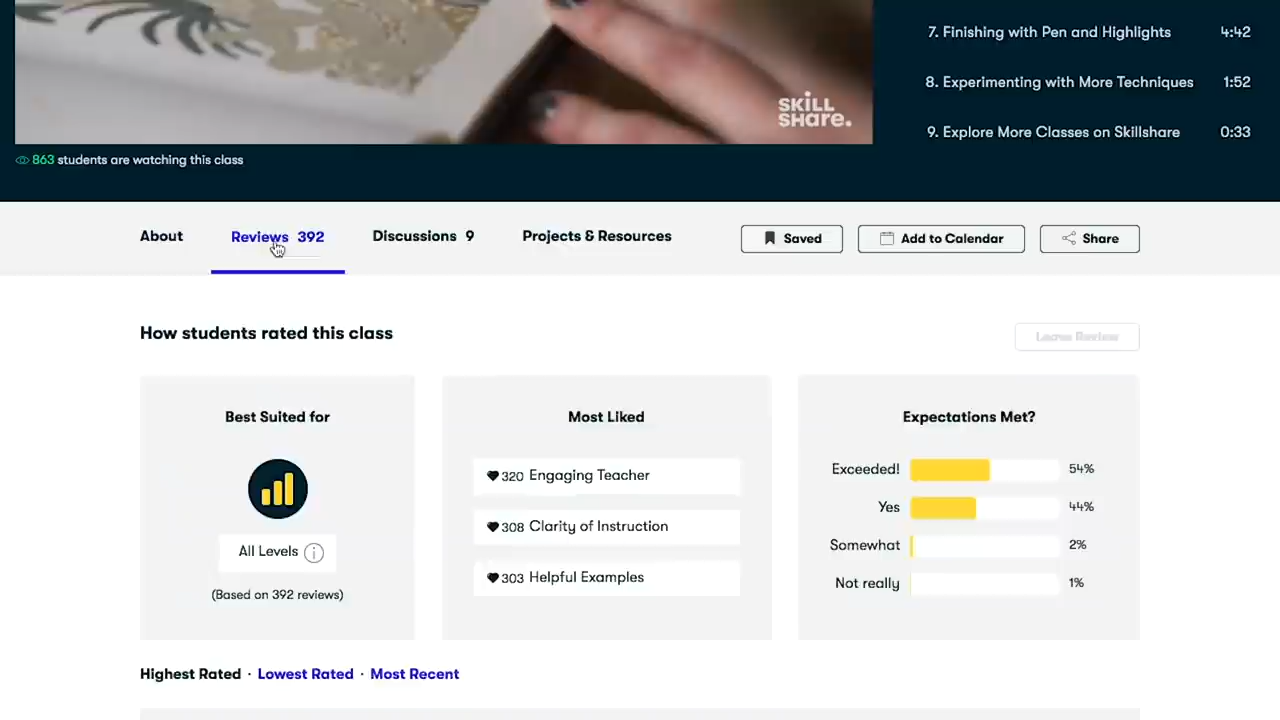 7. Finishing with Pen and Highlights 4:42
8. Experimenting with More Techniques 1:52
9. Explore More Classes on Skillshare 0:33
SKILL
SHARE.
863 students are watching this class
About Reviews 392 Discussions 9 Projects & Resources Saved Add to Calendar Share
How students rated this class
Leave Review
Best Suited for
All Levels
(Based on 392 reviews)
Most Liked
320 Engaging Teacher
308 Clarity of Instruction
303 Helpful Examples
Expectations Met?
Exceeded! 54%
Yes 44%
Somewhat 2%
Not really 1%
Highest Rated · Lowest Rated · Most Recent